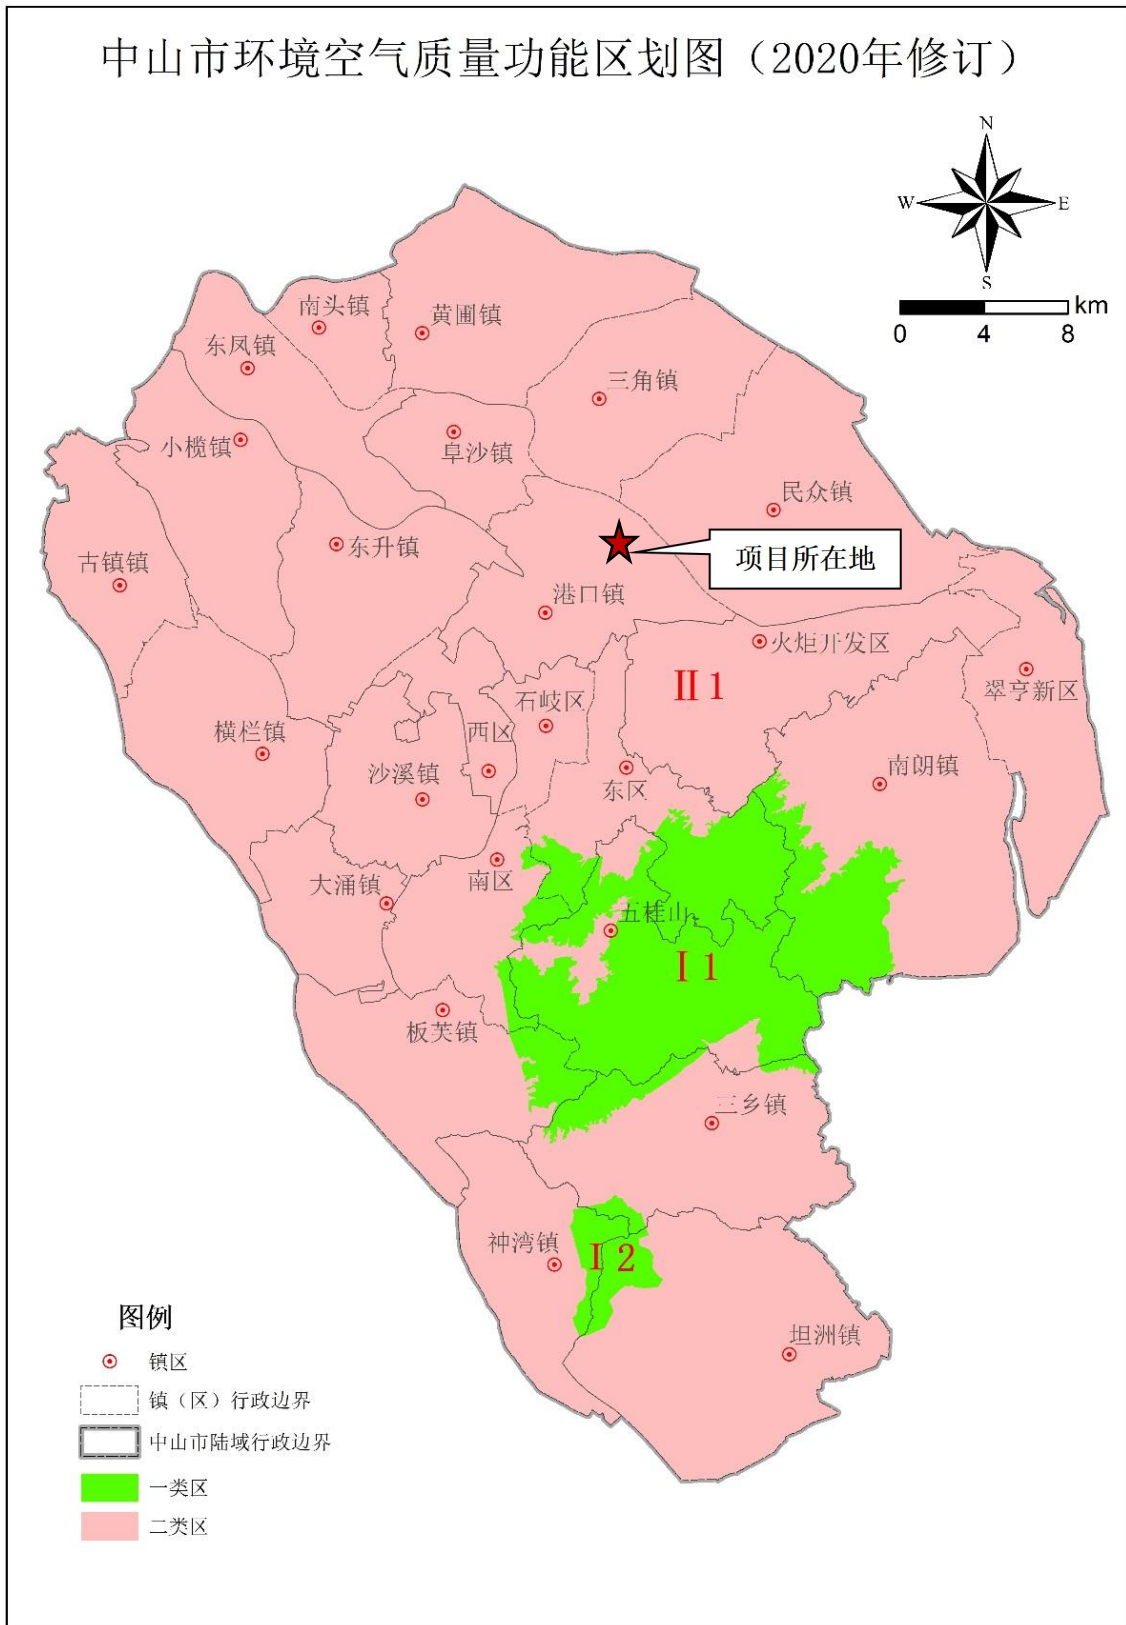 中山市环境空气质量功能区划图（2020年修订）
N
W
E
S
km
0 4 8
南头镇
黄圃镇
东凤镇
三角镇
小榄镇
阜沙镇
民众镇
东升镇
项目所在地
古镇镇
港口镇
火炬开发区
翠亨新区
Ⅱ1
石岐区
横栏镇
西区
沙溪镇
东区
南朗镇
大涌镇
南区
五桂山
Ⅰ1
板芙镇
三乡镇
神湾镇
Ⅰ2
坦洲镇
图例
镇区
镇（区）行政边界
中山市陆域行政边界
一类区
二类区